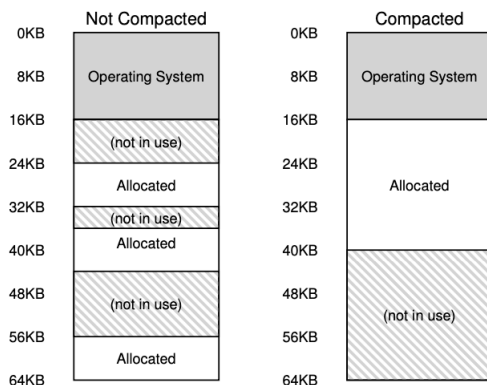 Not Compacted
0KB
Operating System
8KB
16KB
(not in use)
24KB
Allocated
32KB
(not in use)
Allocated
40KB
48KB
(not in use)
56KB
Allocated
64KB
Compacted
0KB
8KB
Operating System
16KB
24KB
Allocated
32KB
40KB
48KB
(not in use)
56KB
64KB